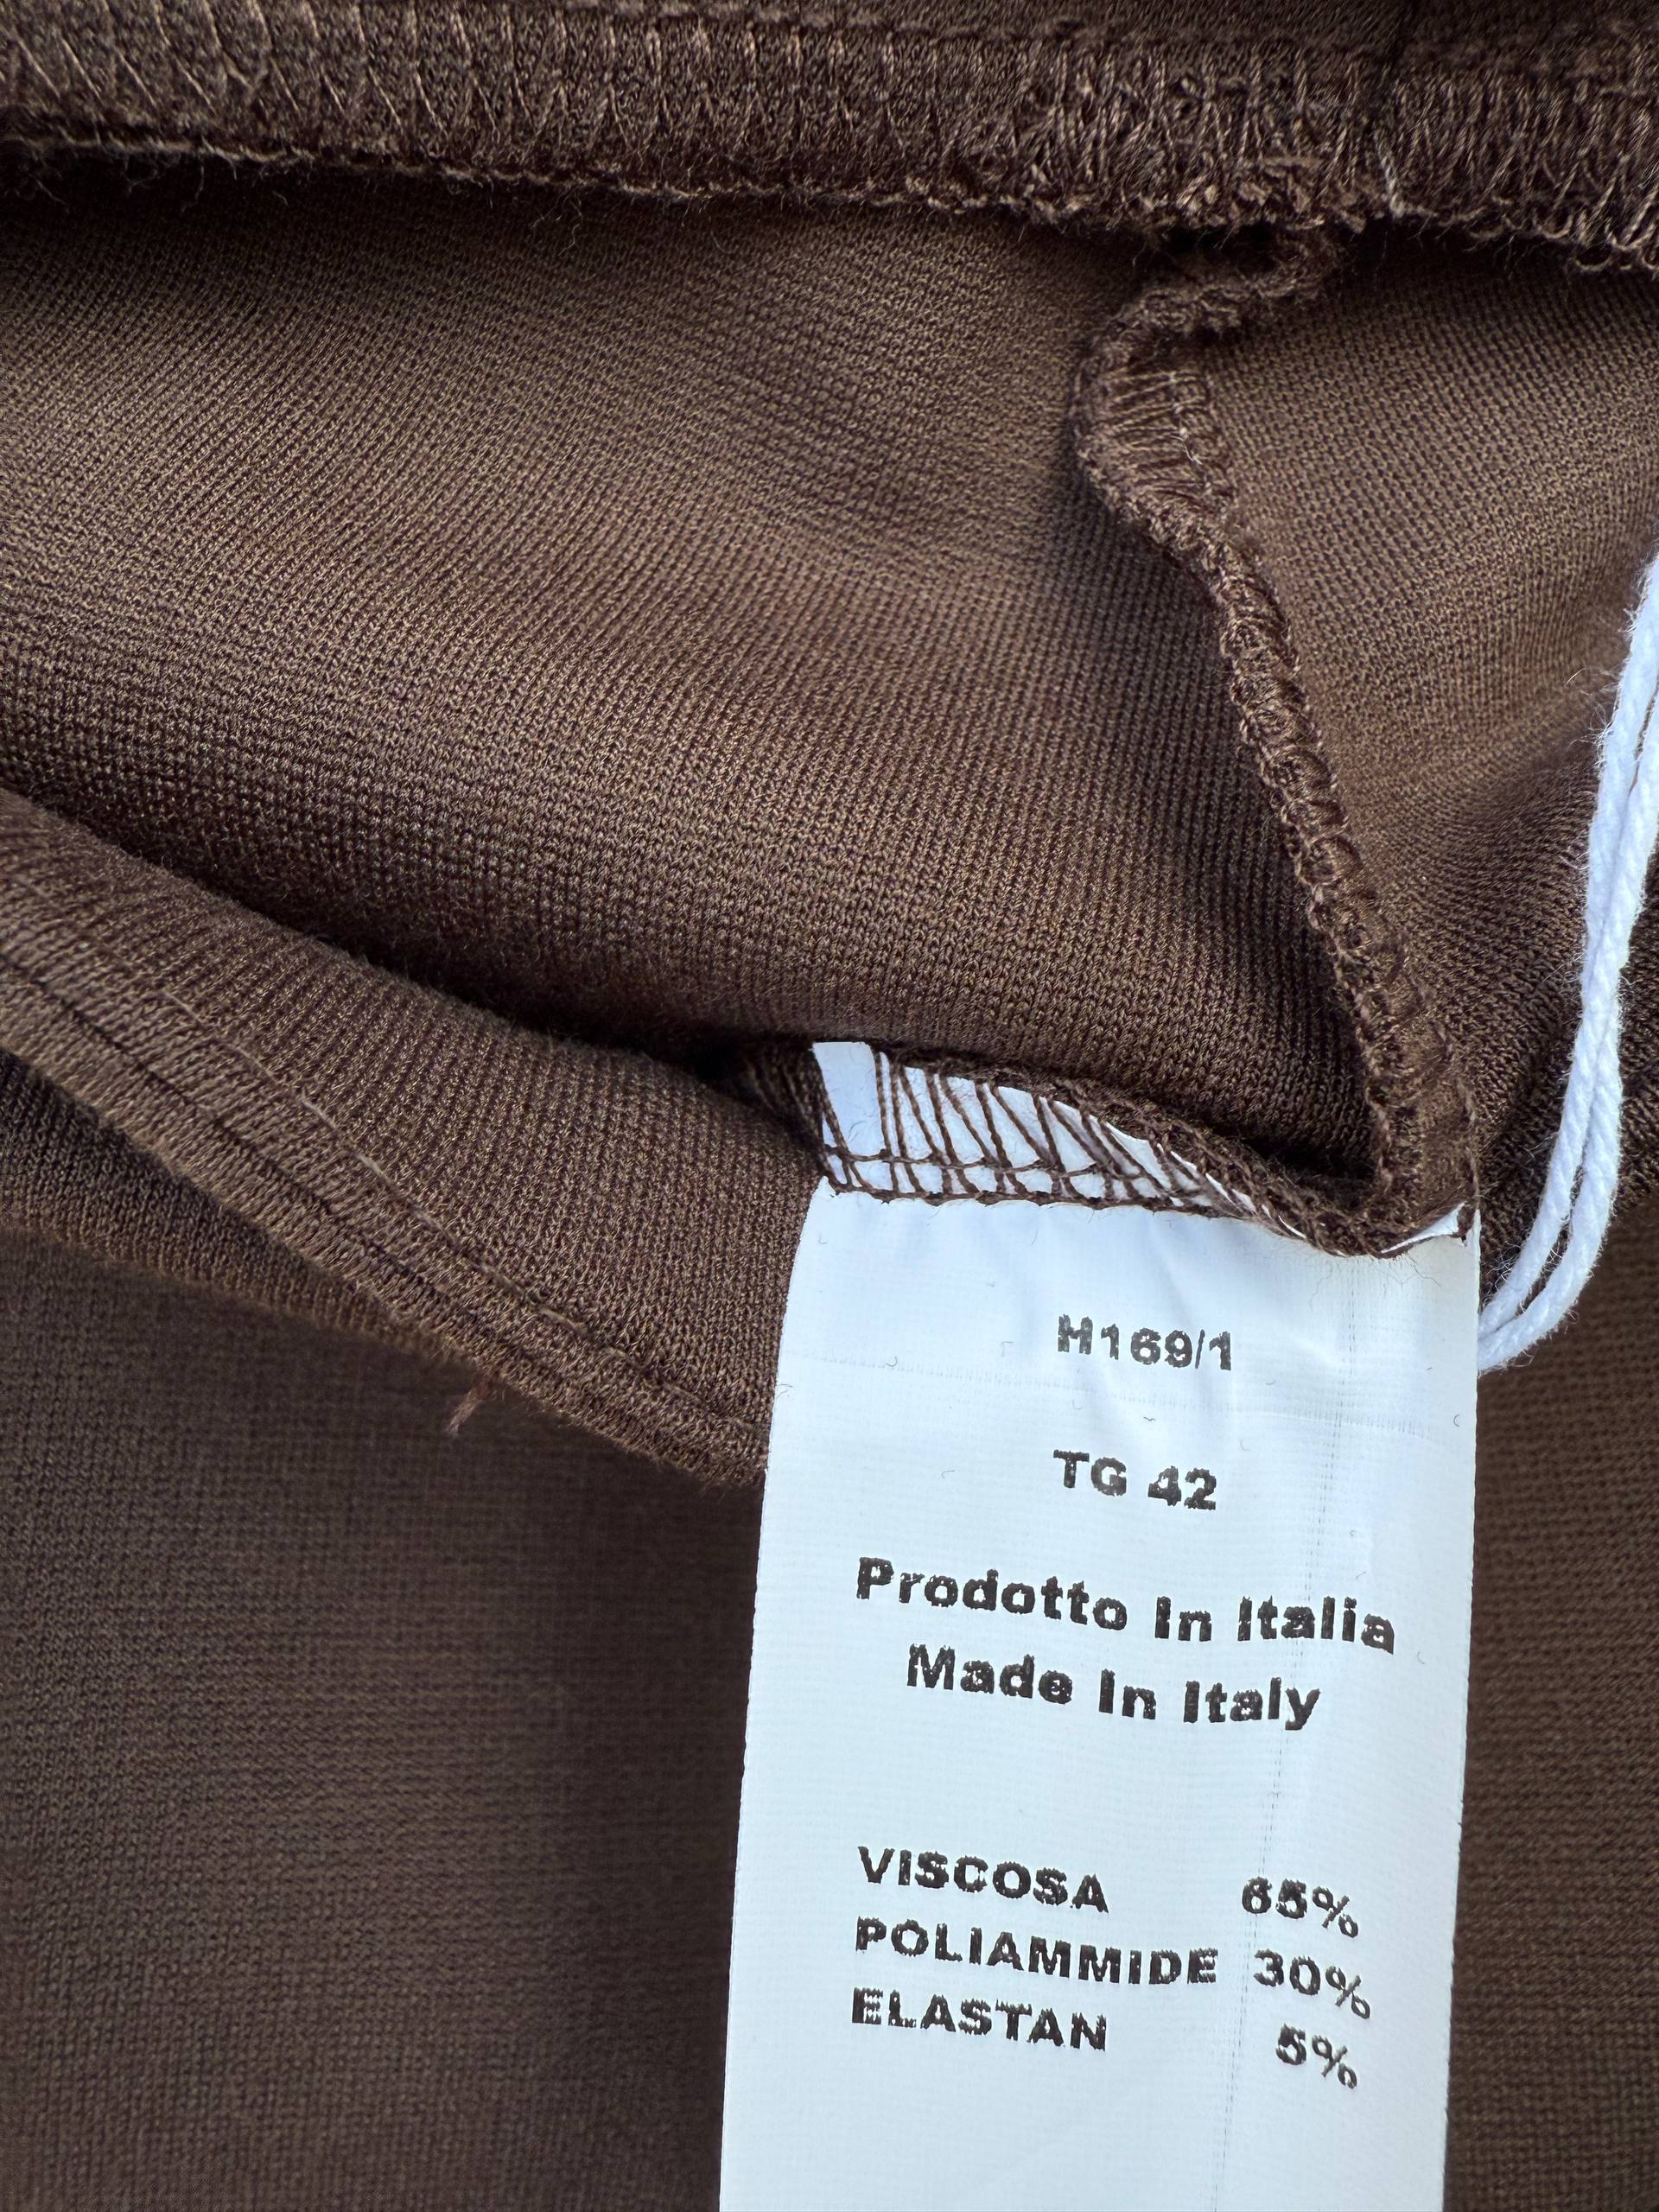 H169/1
TG 42
Prodotto In Italia
Made In Italy
VISCOSA 65%
POLIAMMIDE 30%
ELASTAN 5%